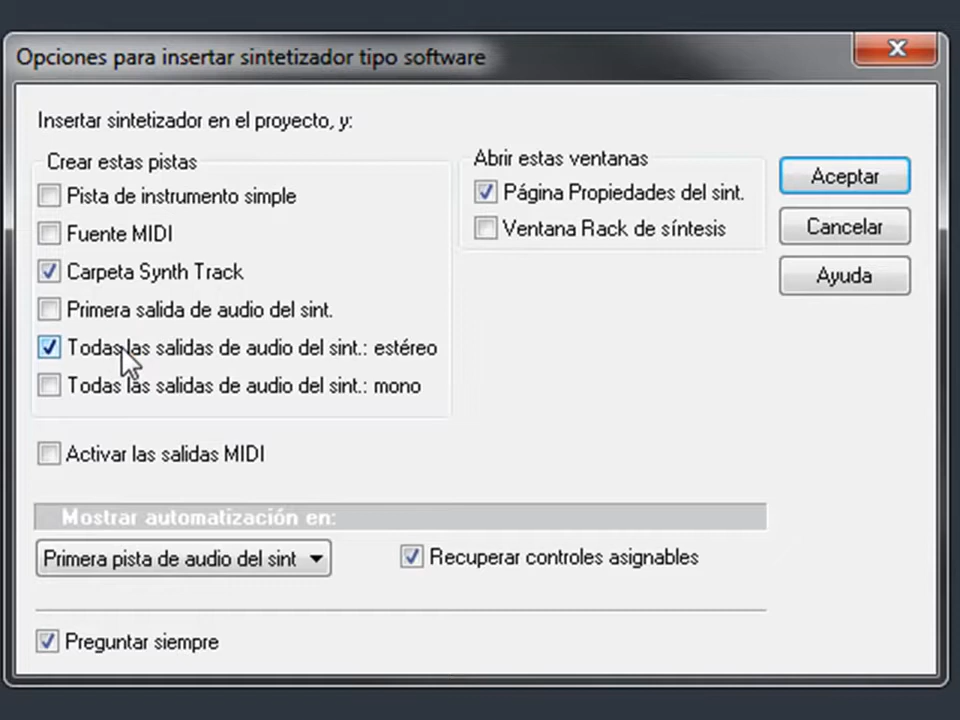 Opciones para insertar sintetizador tipo software
Insertar sintetizador en el proyecto, y:
Crear estas pistas
Pista de instrumento simple
Fuente MIDI
Carpeta Synth Track
Primera salida de audio del sint.
Todas las salidas de audio del sint.: estéreo
Todas las salidas de audio del sint.: mono
Activar las salidas MIDI
Abrir estas ventanas
Página Propiedades del sint.
Ventana Rack de síntesis
Aceptar
Cancelar
Ayuda
Mostrar automatización en:
Primera pista de audio del sint
Recuperar controles asignables
Preguntar siempre